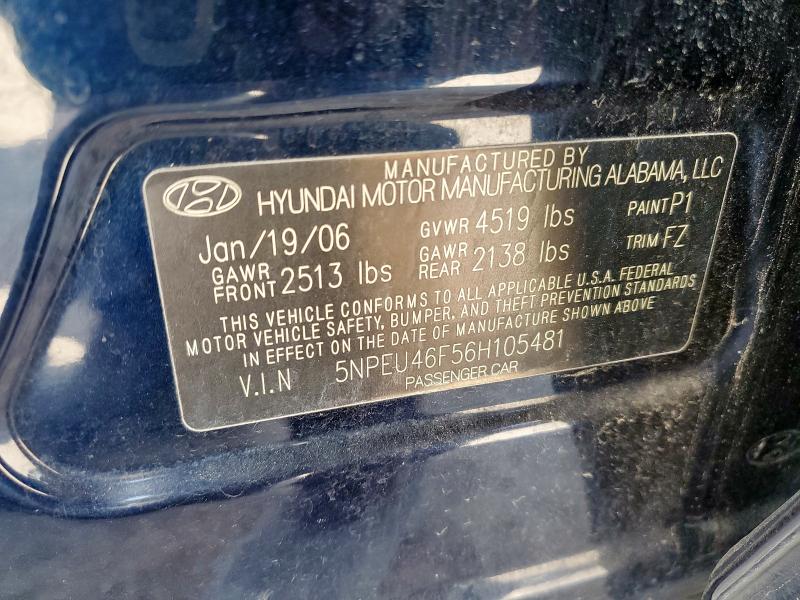 MANUFACTURED BY
HYUNDAI MOTOR MANUFACTURING ALABAMA, LLC
Jan/19/06 GVWR 4519 lbs PAINT P1
GAWR FRONT 2513 lbs GAWR REAR 2138 lbs TRIM FZ
THIS VEHICLE CONFORMS TO ALL APPLICABLE U.S.A. FEDERAL
MOTOR VEHICLE SAFETY, BUMPER, AND THEFT PREVENTION STANDARDS
IN EFFECT ON THE DATE OF MANUFACTURE SHOWN ABOVE
V.I.N 5NPEU46F56H105481
PASSENGER CAR